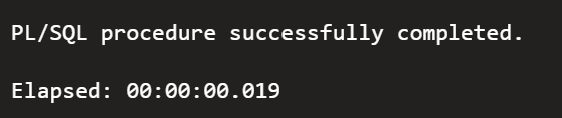 PL/SQL procedure successfully completed.
Elapsed: 00:00:00.019